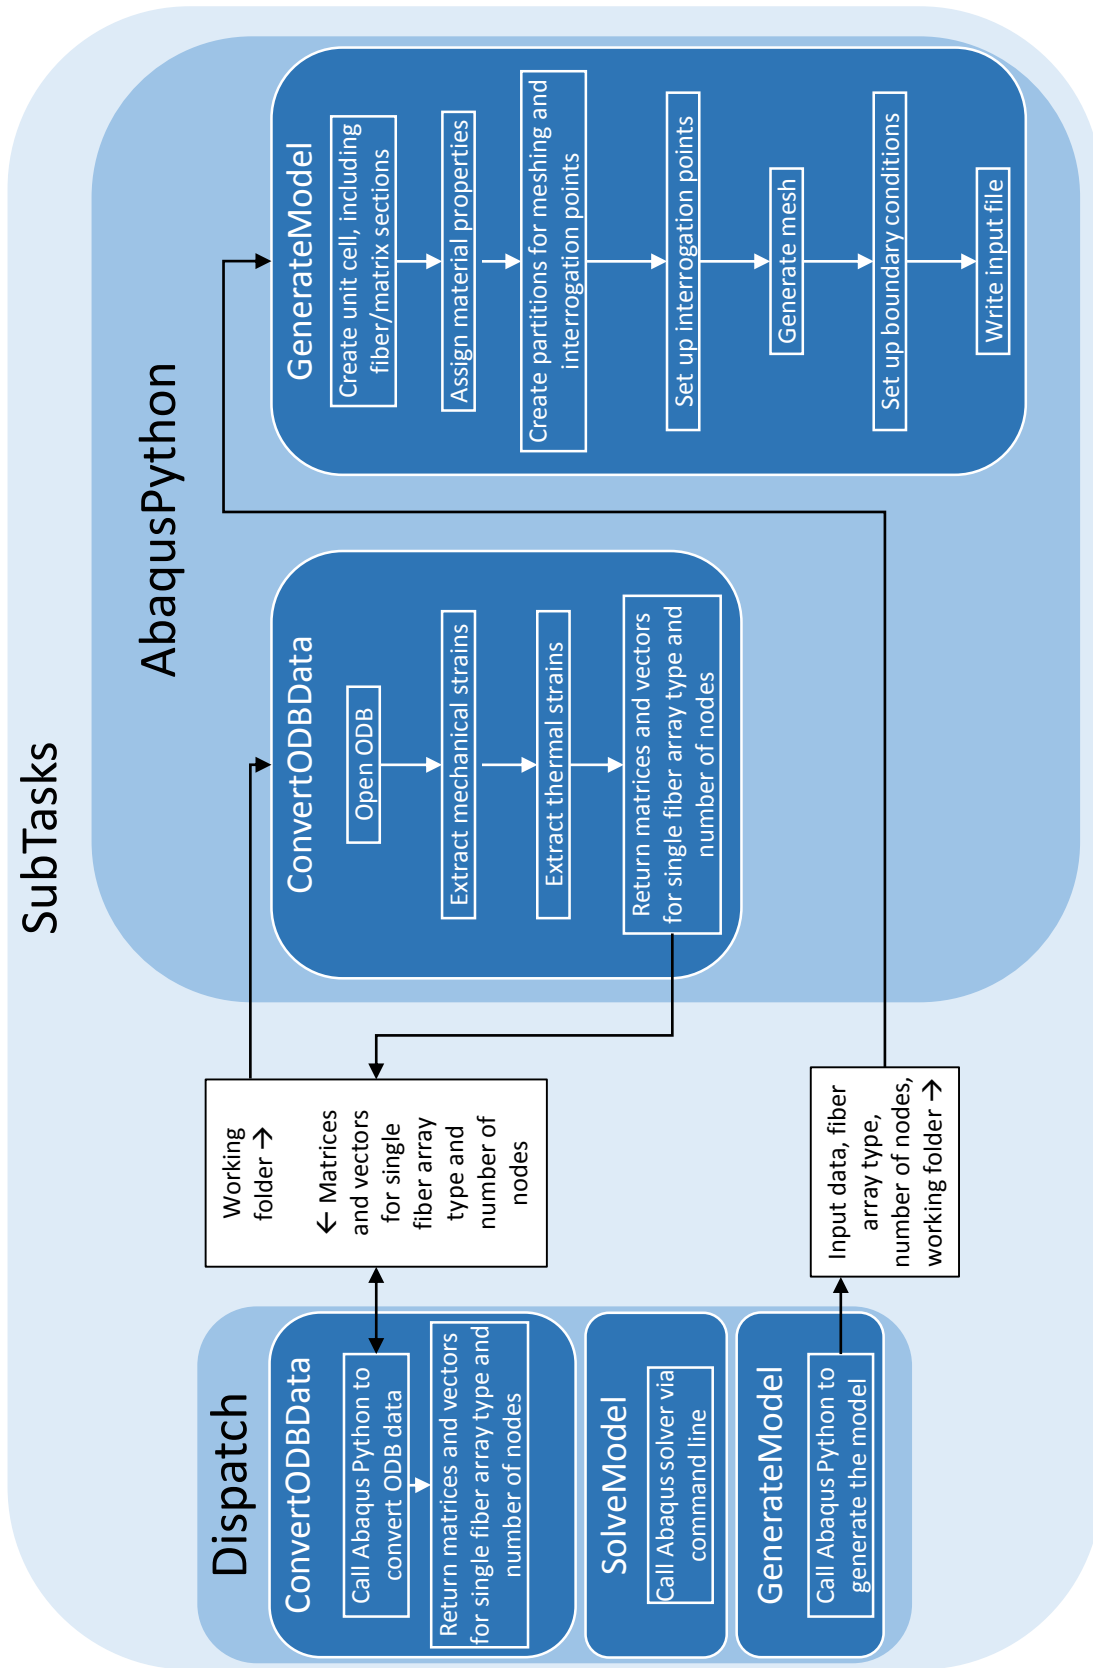 SubTasks
Dispatch
ConvertODBData
Call Abaqus Python to
convert ODB data
Return matrices and vectors
for single fiber array type and
number of nodes
SolveModel
Call Abaqus solver via
command line
GenerateModel
Call Abaqus Python to
generate the model
Working
folder →
← Matrices
and vectors
for single
fiber array
type and
number of
nodes
Input data, fiber
array type,
number of nodes,
working folder →
AbaqusPython
ConvertODBData
Open ODB
Extract mechanical strains
Extract thermal strains
Return matrices and vectors
for single fiber array type and
number of nodes
GenerateModel
Create unit cell, including
fiber/matrix sections
Assign material properties
Create partitions for meshing and
interrogation points
Set up interrogation points
Generate mesh
Set up boundary conditions
Write input file